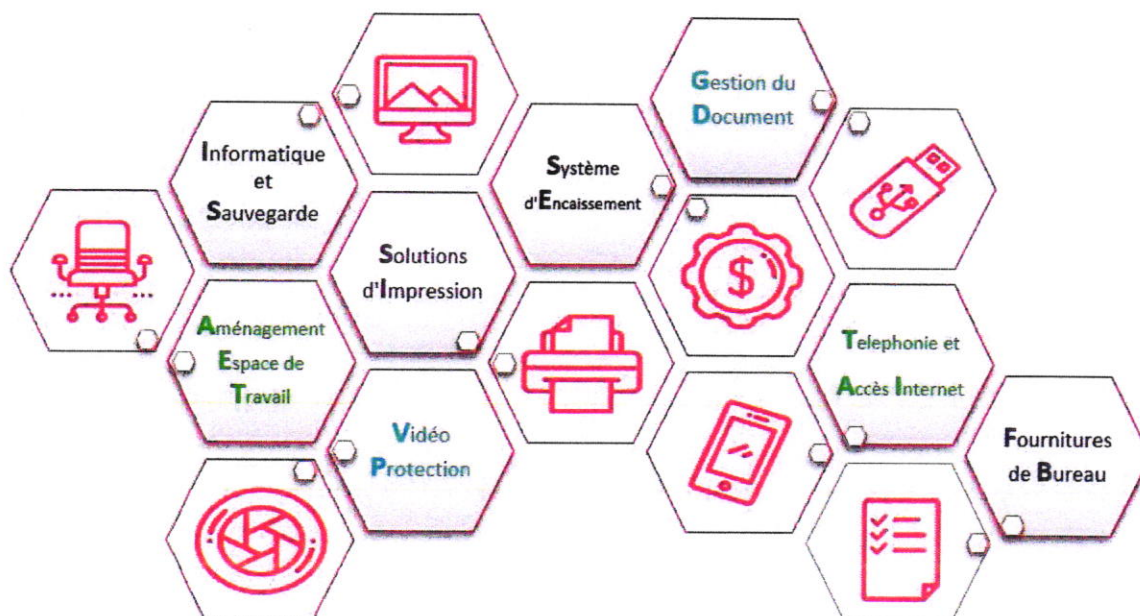 Gestion du
Document
Informatique
et
Sauvegarde
Système
d'Encaissement
Solutions
d'Impression
$
Aménagement
Espace de
Travail
Telephonie et
Accès Internet
Vidéo
Protection
Fournitures
de Bureau